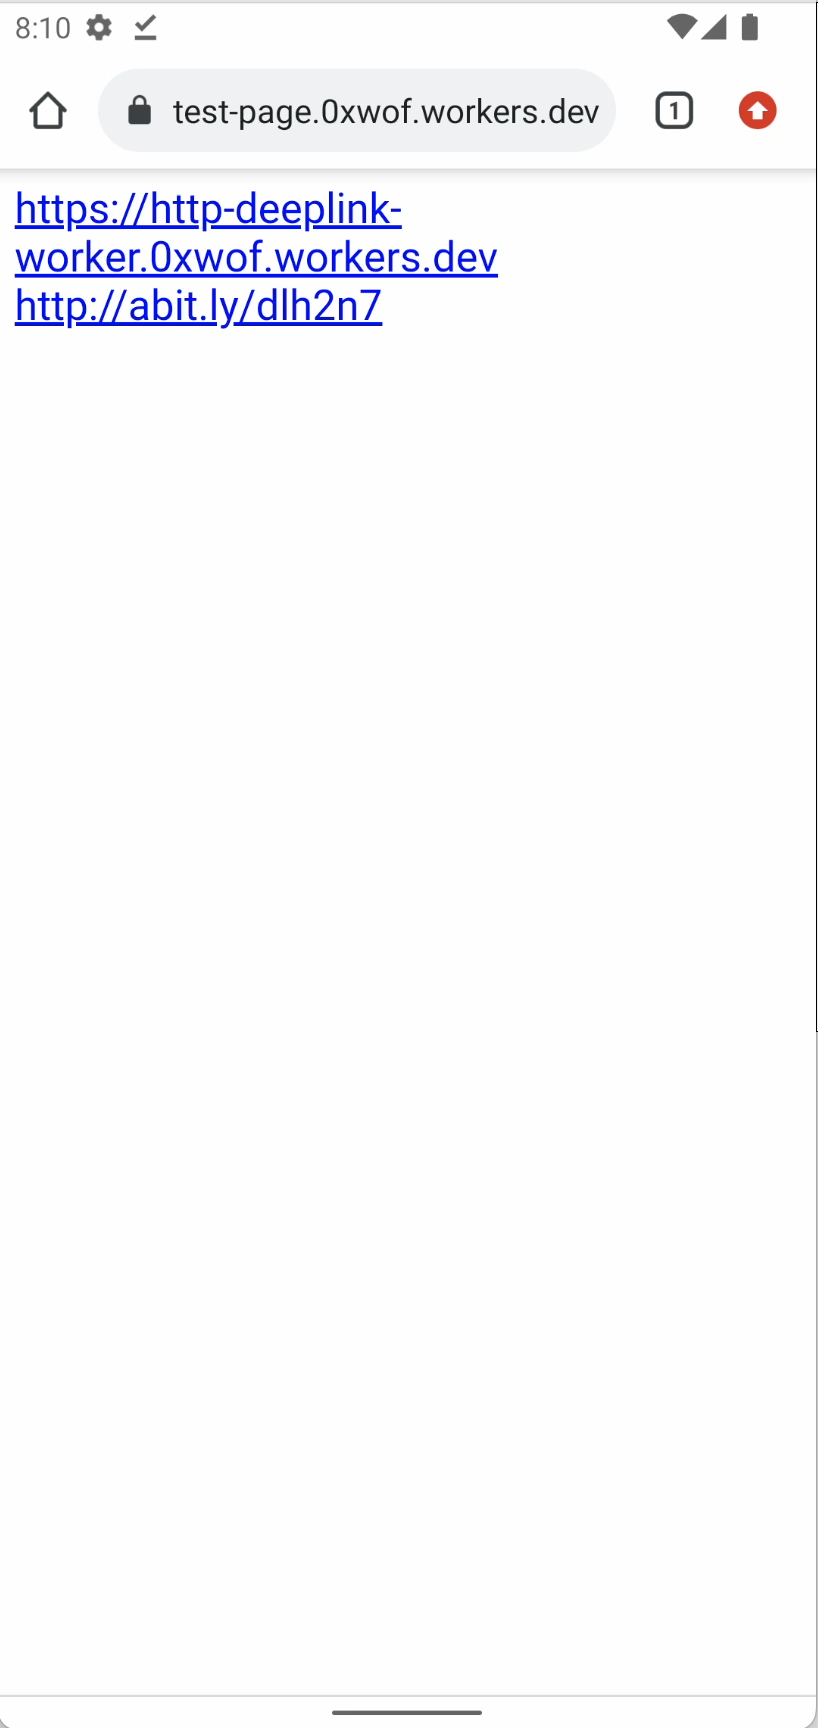 8:10
test-page.0xwof.workers.dev
1
https://http-deeplink-
worker.0xwof.workers.dev
http://abit.ly/dlh2n7